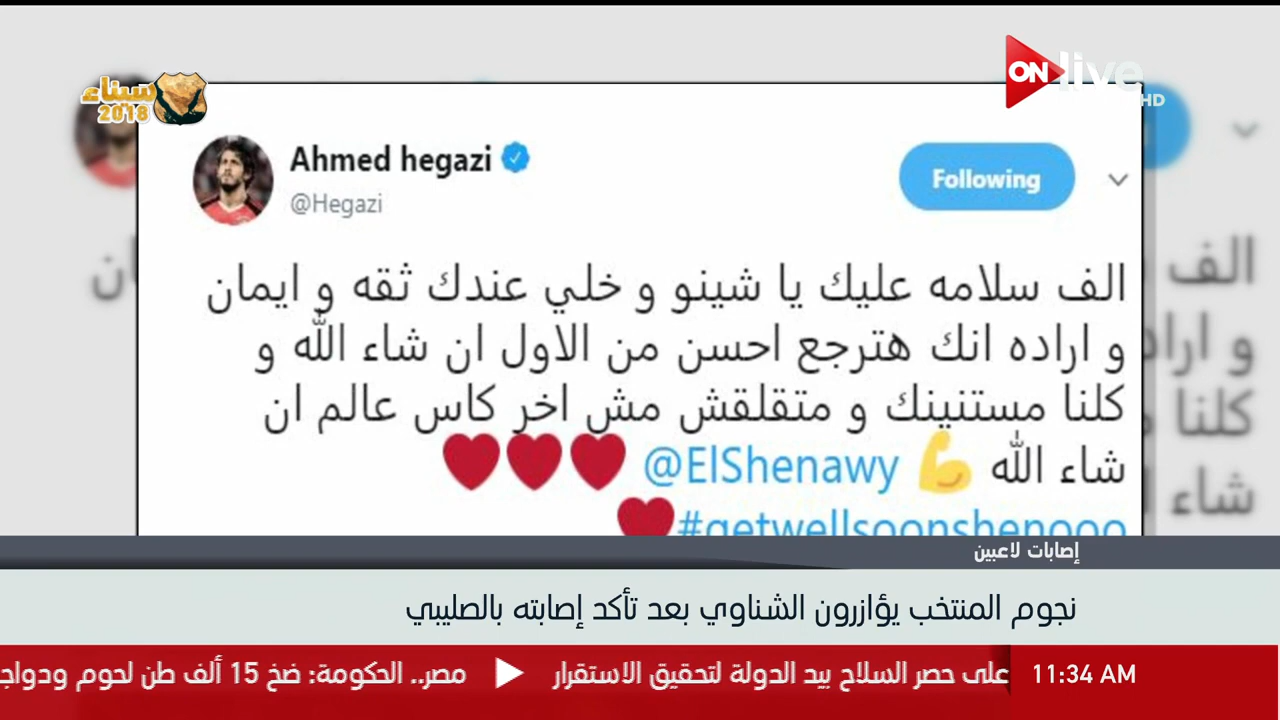 سيناء
2018
ON live
HD
Ahmed hegazi
@Hegazi
Following
الف سلامه عليك يا شينو و خلي عندك ثقه و ايمان
و اراده انك هترجع احسن من الاول ان شاء الله و
كلنا مستنينك و متقلقش مش اخر كاس عالم ان
شاء الله 💪 @ElShenawy ❤❤❤
#getwellsoonshenooo❤
إصابات لاعبين
نجوم المنتخب يؤازرون الشناوي بعد تأكد إصابته بالصليبي
11:34 AM
على حصر السلاح بيد الدولة لتحقيق الاستقرار ◀ مصر.. الحكومة: ضخ 15 ألف طن لحوم ودواج